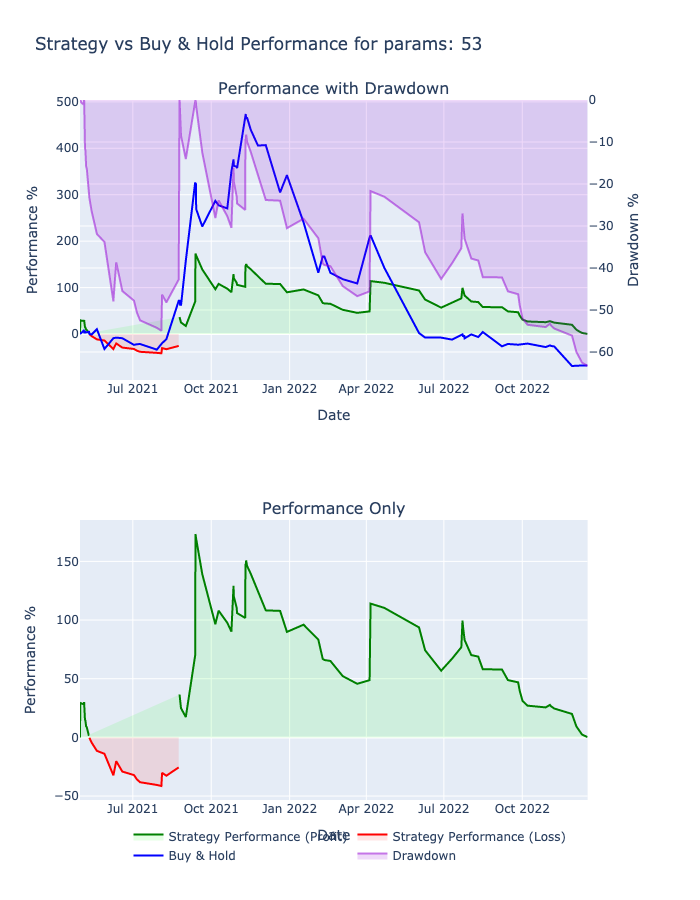 Strategy vs Buy & Hold Performance for params: 53
Performance with Drawdown
500
400
300
200
100
0
Performance %
0
−10
−20
−30
−40
−50
−60
Drawdown %
Jul 2021 Oct 2021 Jan 2022 Apr 2022 Jul 2022 Oct 2022
Date
Performance Only
150
100
50
0
−50
Performance %
Jul 2021 Oct 2021 Jan 2022 Apr 2022 Jul 2022 Oct 2022
Date
Strategy Performance (Profit) Strategy Performance (Loss)
Buy & Hold Drawdown